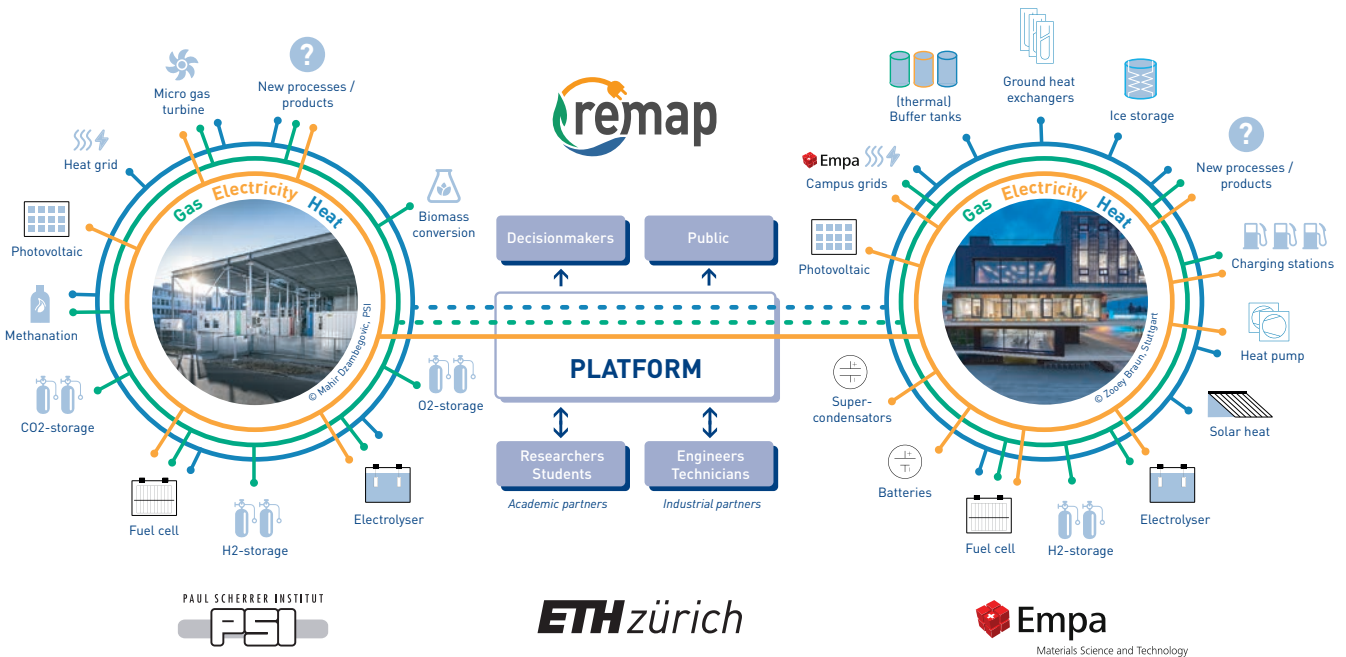 Micro gas
turbine
New processes /
products
Heat grid
Photovoltaic
Methanation
CO2-storage
Fuel cell
H2-storage
Electrolyser
O2-storage
Biomass
conversion
Gas Electricity Heat
© Mahir Dzambegovic, PSI
remap
Decisionmakers
Public
PLATFORM
Researchers
Students
Engineers
Technicians
Academic partners
Industrial partners
(thermal)
Buffer tanks
Ground heat
exchangers
Ice storage
Empa
Campus grids
New processes /
products
Photovoltaic
Charging stations
Heat pump
Solar heat
Super-
condensators
Batteries
Fuel cell
H2-storage
Electrolyser
Gas Electricity Heat
© Zooey Braun, Stuttgart
PAUL SCHERRER INSTITUT
PSI
ETH zürich
Empa
Materials Science and Technology